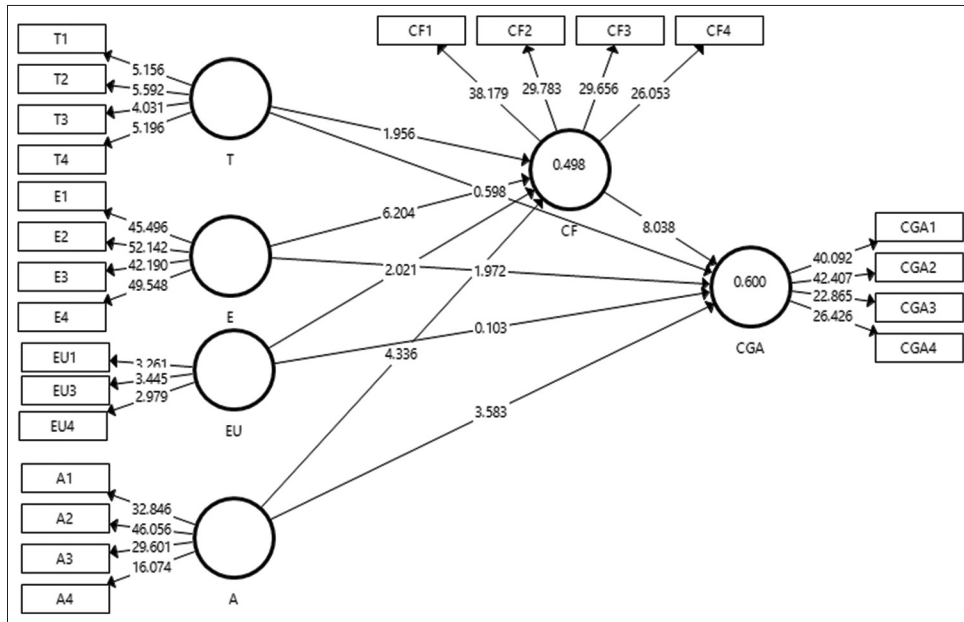 CF1 CF2 CF3 CF4
T1
T2
T3
T4
5.156
5.592
4.031
5.196
T
38.179 29.783 29.656 26.053
0.498
CF
1.956
0.598
6.204
2.021
1.972
4.336
8.038
0.103
3.583
E1
E2
E3
E4
45.496
52.142
42.190
49.548
E
EU1
EU3
EU4
3.261
3.445
2.979
EU
A1
A2
A3
A4
32.846
46.056
29.601
16.074
A
0.600
CGA
40.092
42.407
22.865
26.426
CGA1
CGA2
CGA3
CGA4